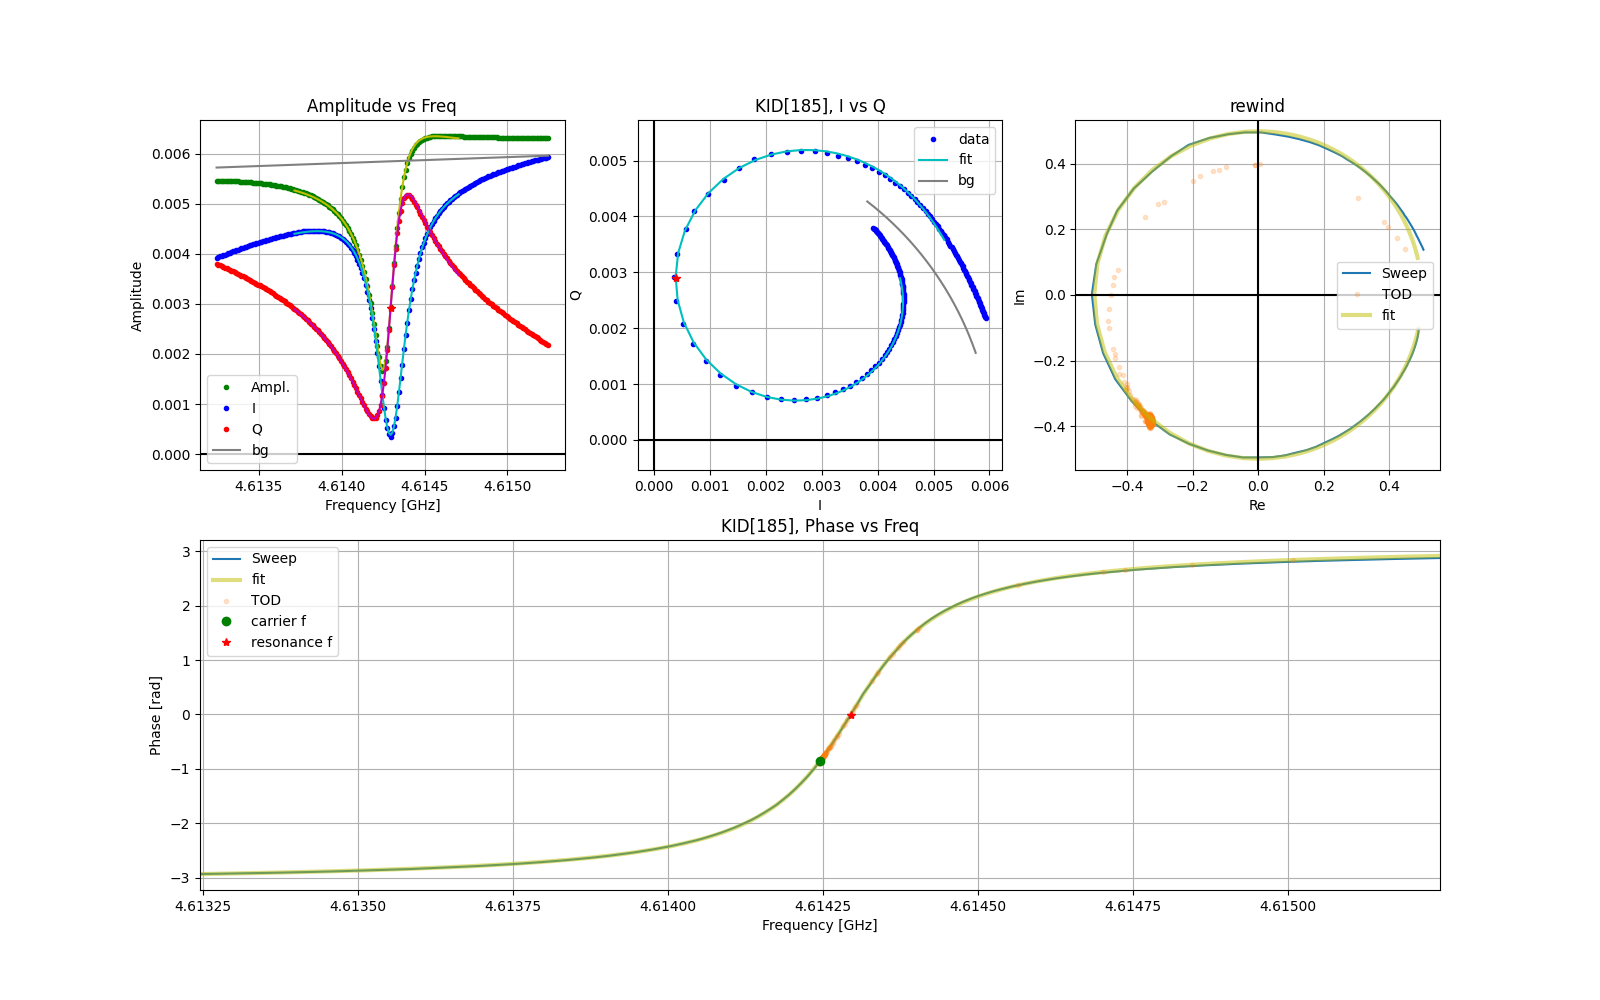 Amplitude vs Freq
KID[185], I vs Q
rewind
Amplitude
0.006
0.005
0.004
0.003
0.002
0.001
0.000
Ampl.
I
Q
bg
4.6135
4.6140
4.6145
4.6150
Frequency [GHz]
Q
0.005
0.004
0.003
0.002
0.001
0.000
data
fit
bg
0.000
0.001
0.002
0.003
0.004
0.005
0.006
I
Im
0.4
0.2
0.0
−0.2
−0.4
Sweep
TOD
fit
−0.4
−0.2
0.0
0.2
0.4
Re
KID[185], Phase vs Freq
Phase [rad]
3
2
1
0
−1
−2
−3
Sweep
fit
TOD
carrier f
resonance f
4.61325
4.61350
4.61375
4.61400
4.61425
4.61450
4.61475
4.61500
Frequency [GHz]